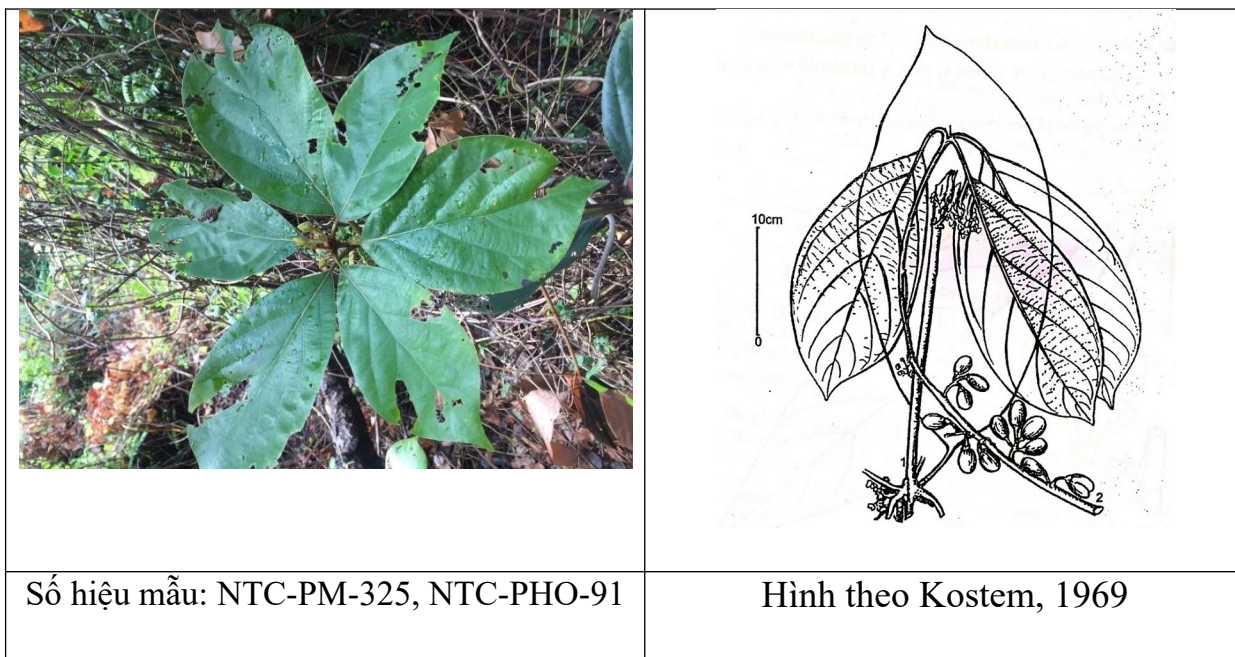 10cm
0
1
2
Số hiệu mẫu: NTC-PM-325, NTC-PHO-91
Hình theo Kostem, 1969